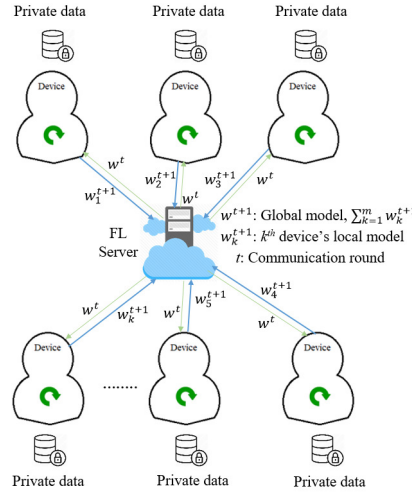 Private data Private data Private data
Device Device Device
w^t w_1^{t+1} w_2^{t+1} w^t w_3^{t+1} w^t
FL
Server
w^{t+1}: Global model, ∑_{k=1}^{m} w_k^{t+1}
w_k^{t+1}: k^{th} device's local model
t: Communication round
w^t w_k^{t+1} w^t w_5^{t+1} w_4^{t+1} w^t
Device Device Device
........
Private data Private data Private data